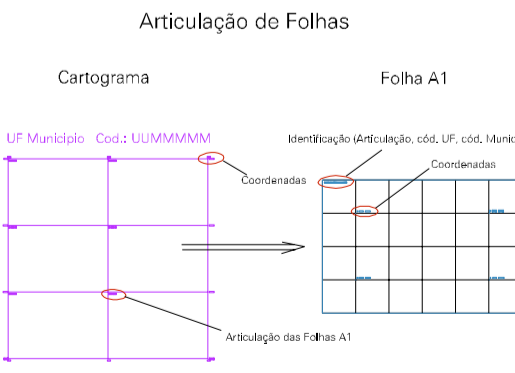 Articulação de Folhas
Cartograma
Folha A1
UF Municipio Cod.: UUMMMMM
Identificação (Articulação, cód. UF, cód. Munic
Coordenadas
Coordenadas
Articulação das Folhas A1